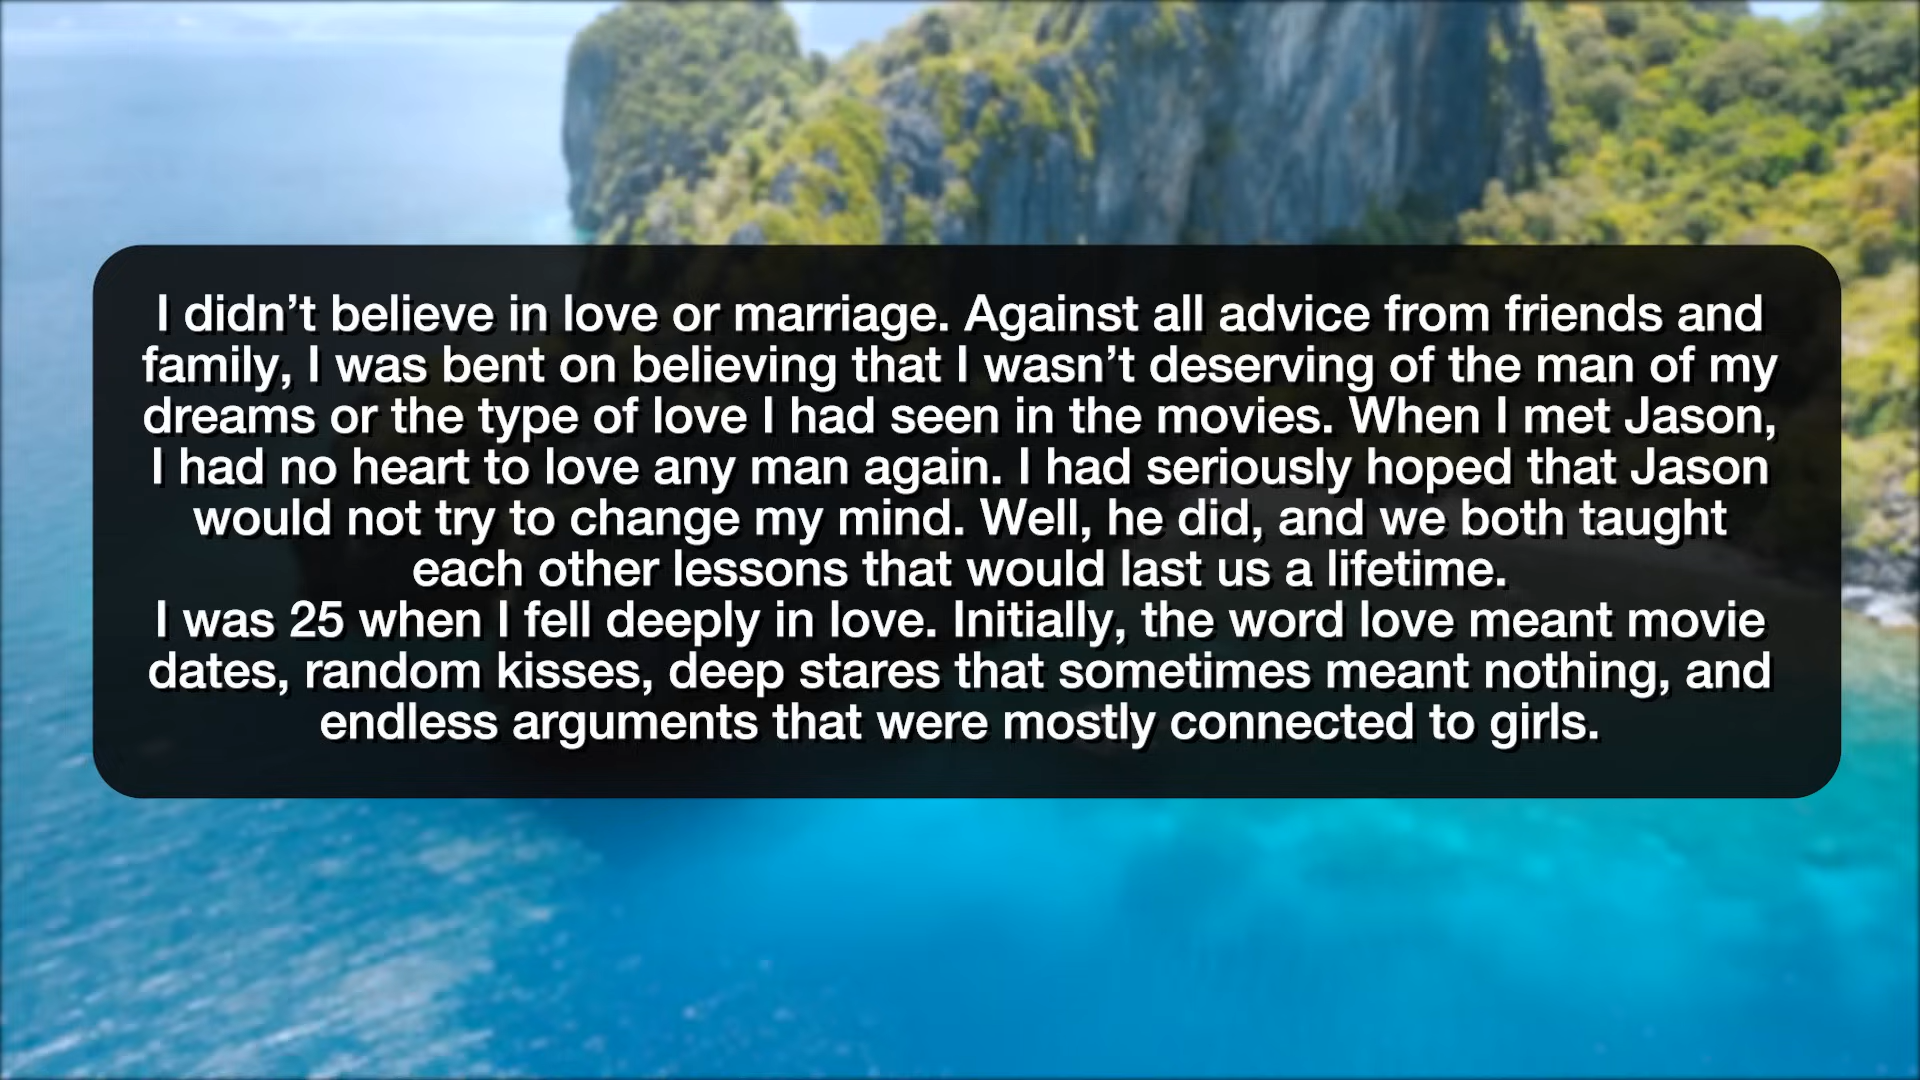 I didn’t believe in love or marriage. Against all advice from friends and
family, I was bent on believing that I wasn’t deserving of the man of my
dreams or the type of love I had seen in the movies. When I met Jason,
I had no heart to love any man again. I had seriously hoped that Jason
would not try to change my mind. Well, he did, and we both taught
each other lessons that would last us a lifetime.
I was 25 when I fell deeply in love. Initially, the word love meant movie
dates, random kisses, deep stares that sometimes meant nothing, and
endless arguments that were mostly connected to girls.